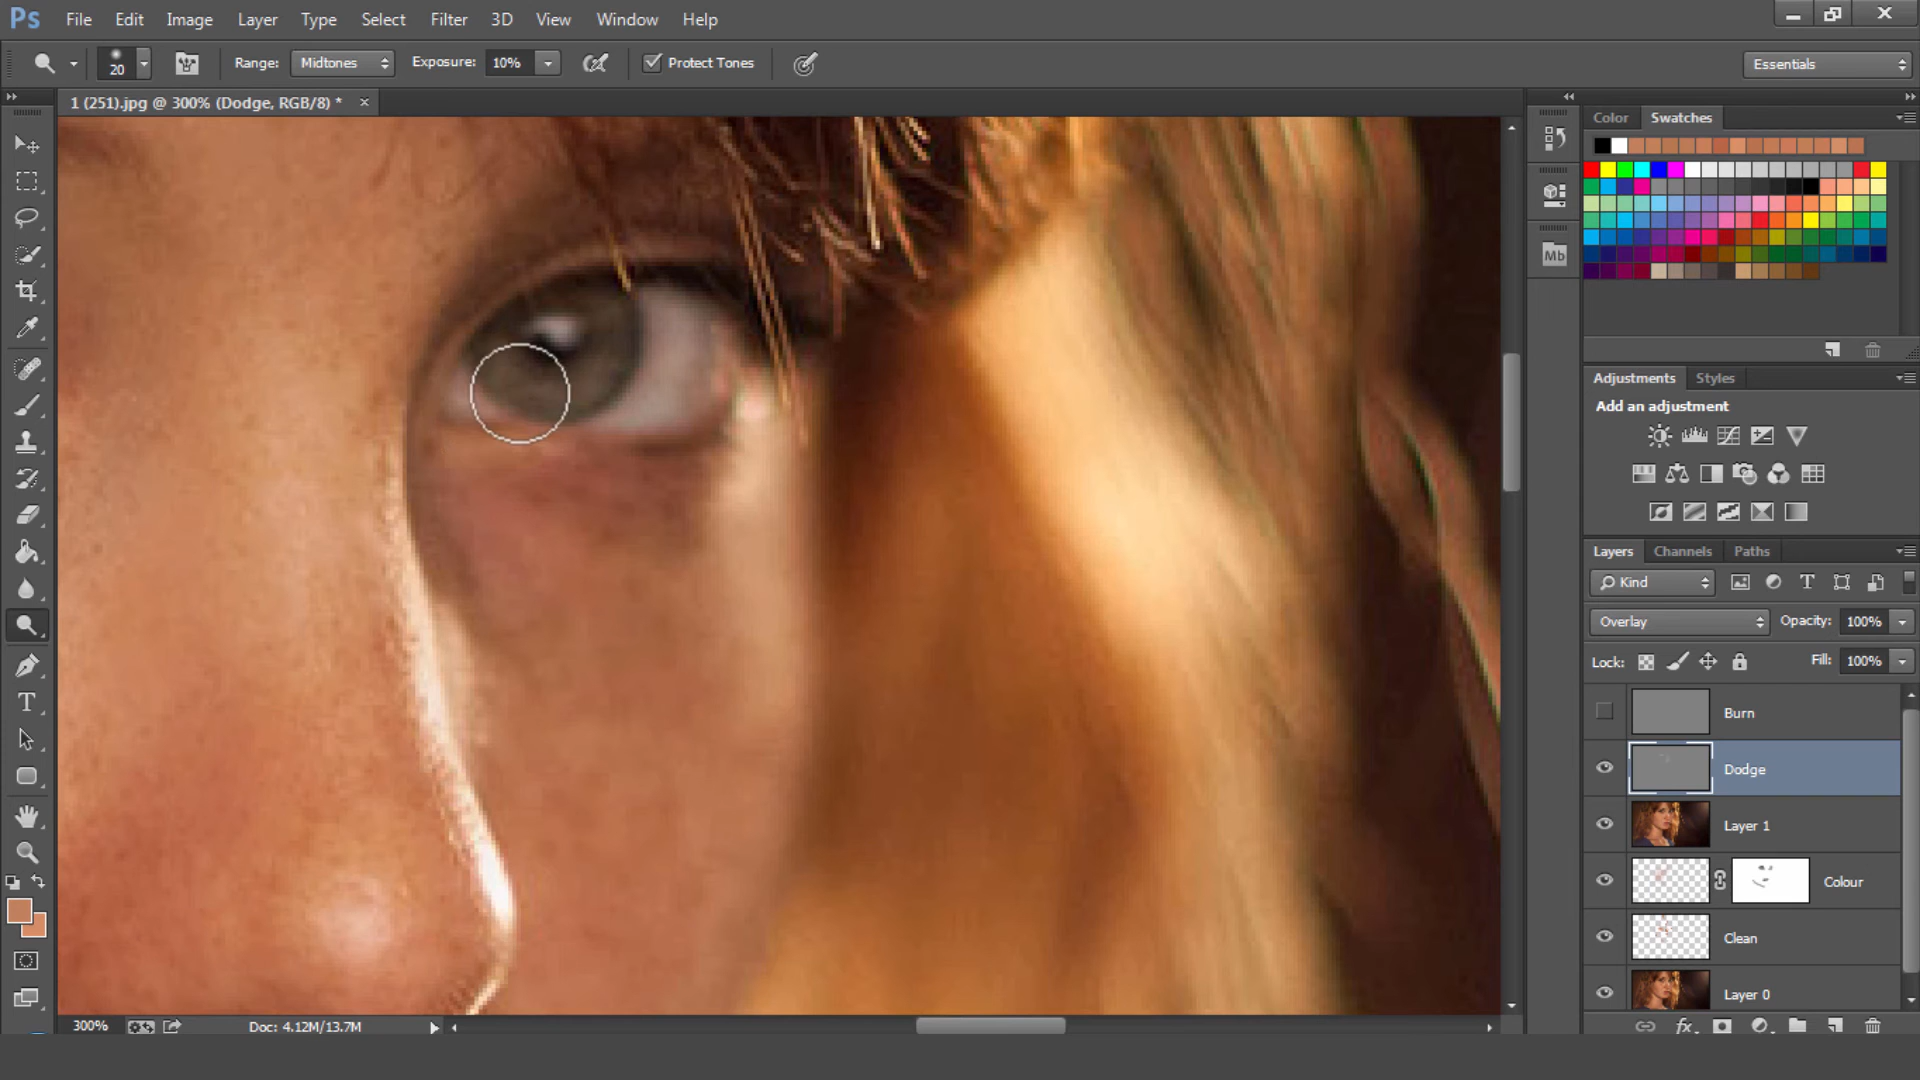 Ps File Edit Image Layer Type Select Filter 3D View Window Help
20 Range: Midtones Exposure: 10% Protect Tones Essentials
1 (251).jpg @ 300% (Dodge, RGB/8) *
Color Swatches
Mb
Adjustments Styles
Add an adjustment
Layers Channels Paths
Kind
Overlay Opacity: 100%
Lock: Fill: 100%
Burn
Dodge
Layer 1
Colour
Clean
Layer 0
300% Doc: 4.12M/13.7M
fx